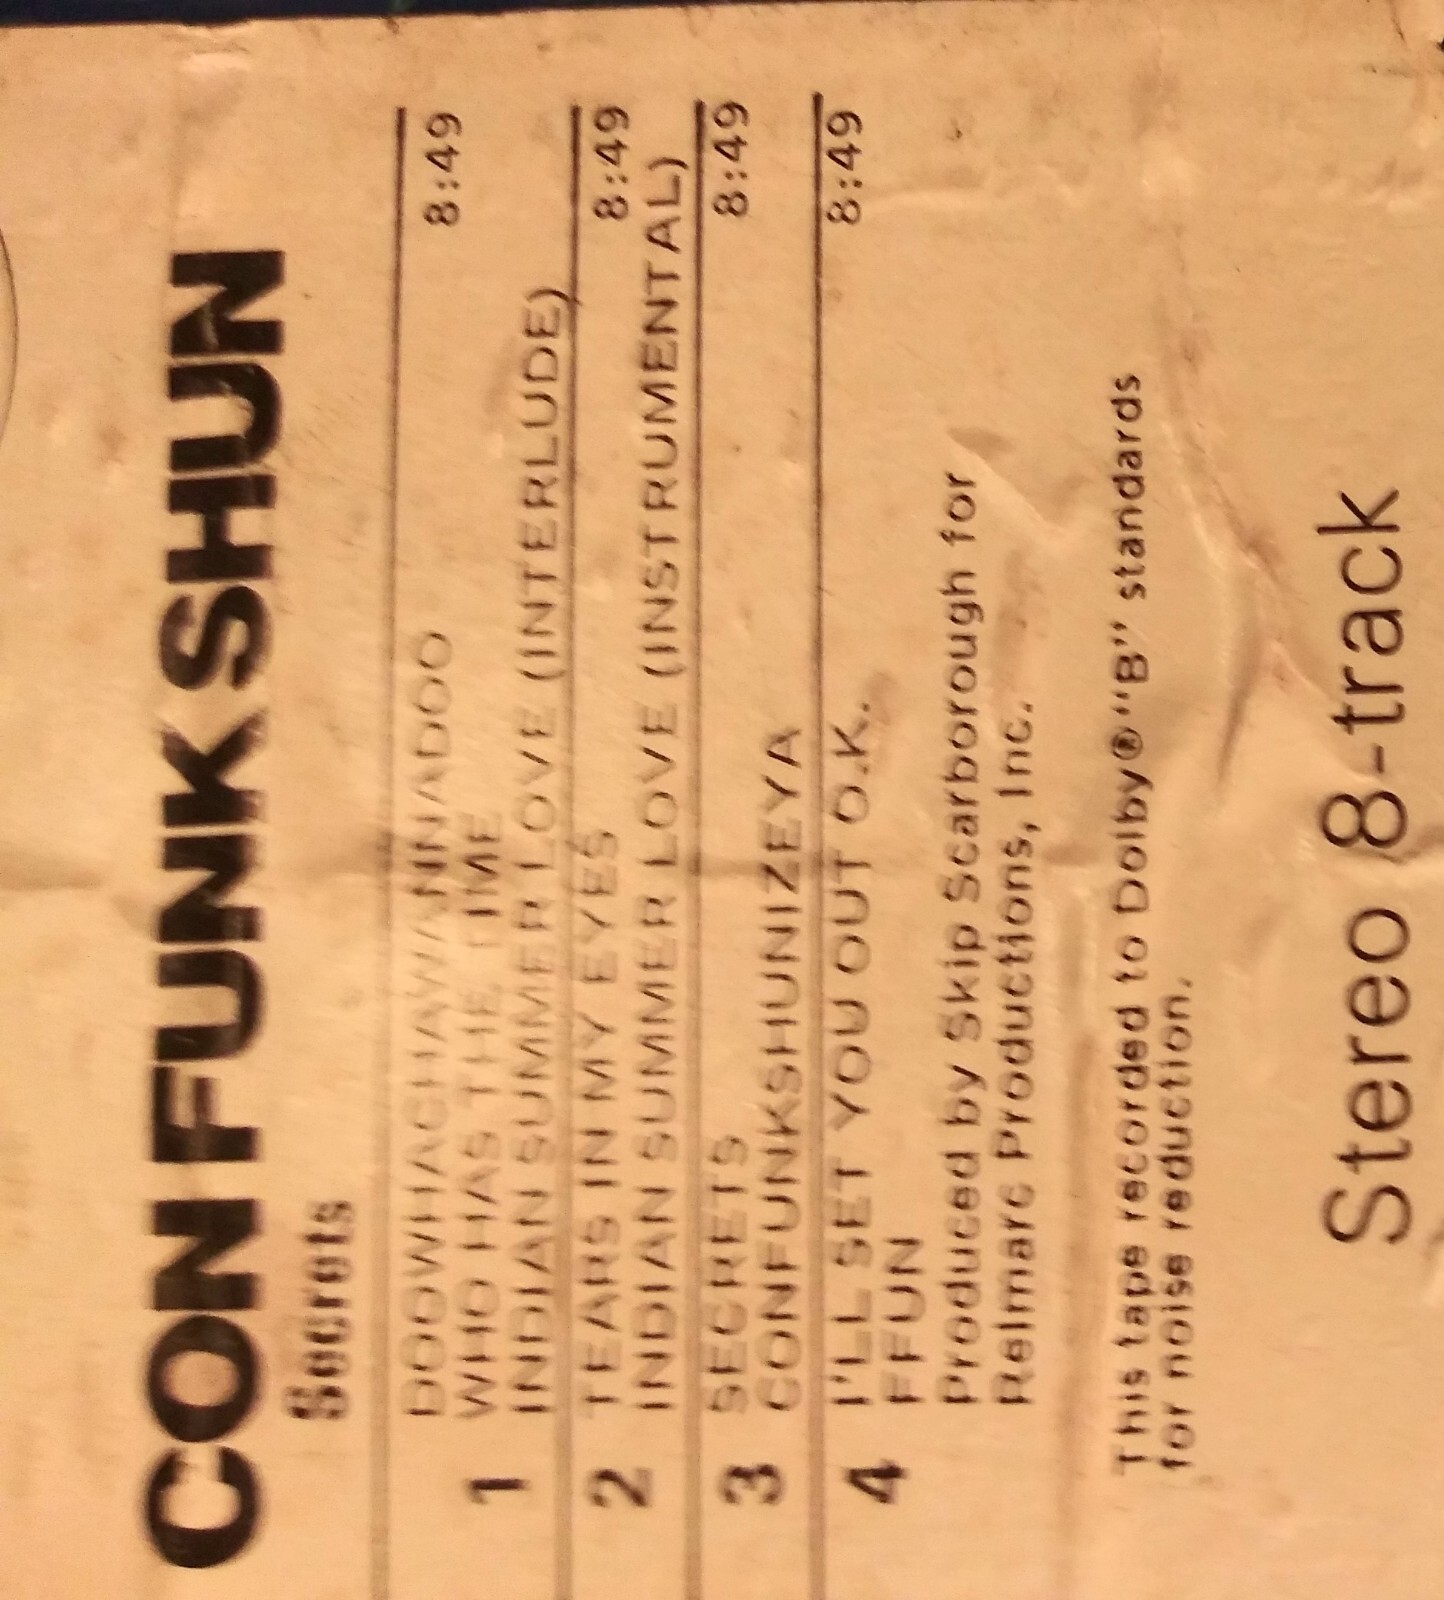 CON FUNK SHUN
Secrets
DOOWHACHAWANNADOO 8:49
WHO HAS THE TIME
INDIAN SUMMER LOVE (INTERLUDE)
1
TEARS IN MY EYES 8:49
INDIAN SUMMER LOVE (INSTRUMENTAL)
2
SECRETS 8:49
CONFUNKSHUNIZEYA
3
I'LL SET YOU OUT O.K. 8:49
FFUN
4
Produced by Skip Scarborough for
Relmarc Productions, Inc.
This tape recorded to Dolby® "B" standards
for noise reduction.
Stereo 8-track